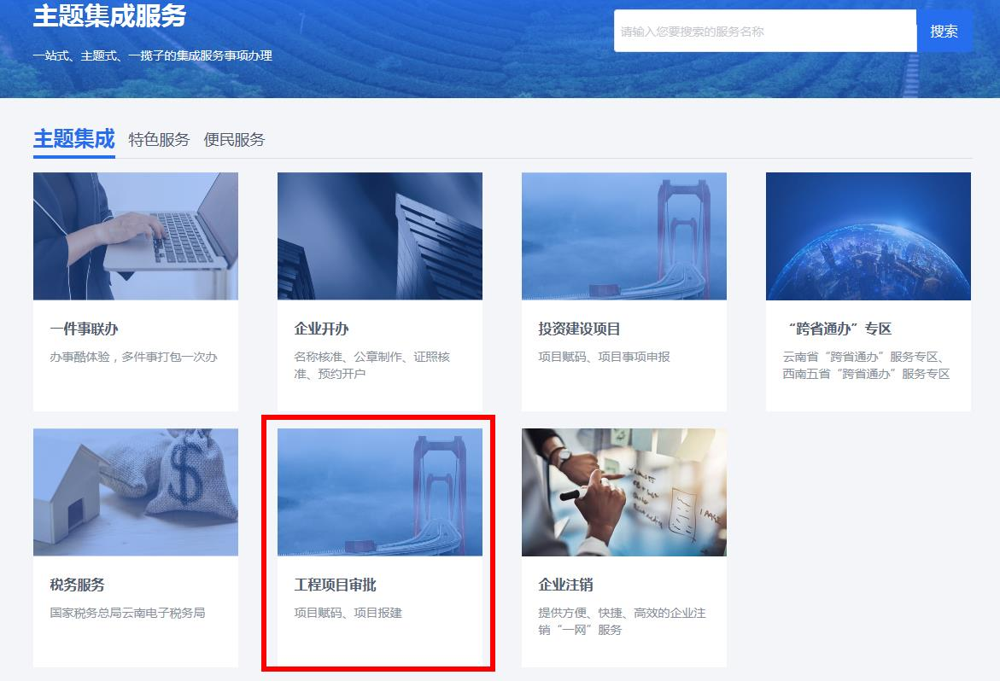 主题集成服务
一站式、主题式、一揽子的集成服务事项办理
请输入您要搜索的服务名称
搜索
主题集成 特色服务 便民服务
一件事联办
办事酷体验，多件事打包一次办
企业开办
名称核准、公章制作、证照核
准、预约开户
投资建设项目
项目赋码、项目事项申报
“跨省通办”专区
云南省“跨省通办”服务专区、
西南五省“跨省通办”服务专区
税务服务
国家税务总局云南电子税务局
工程项目审批
项目赋码、项目报建
企业注销
提供方便、快捷、高效的企业注
销“一网”服务